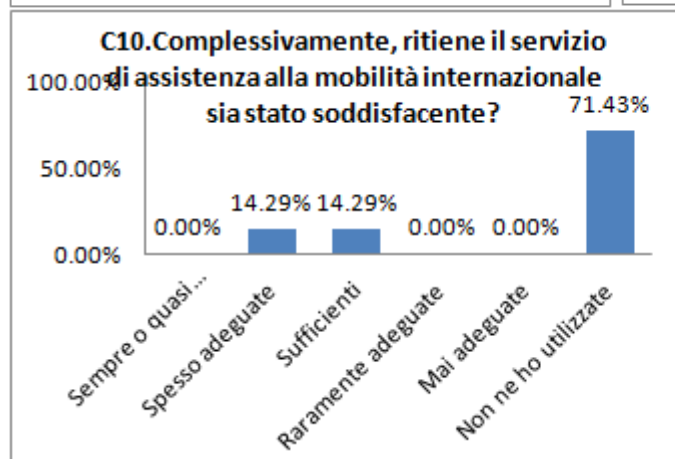 C10.Complessivamente, ritiene il servizio
di assistenza alla mobilità internazionale
sia stato soddisfacente?
100.00%
50.00%
0.00%
0.00%
14.29%
14.29%
0.00%
0.00%
71.43%
Sempre o quasi...
Spesso adeguate
Sufficienti
Raramente adeguate
Mai adeguate
Non ne ho utilizzate